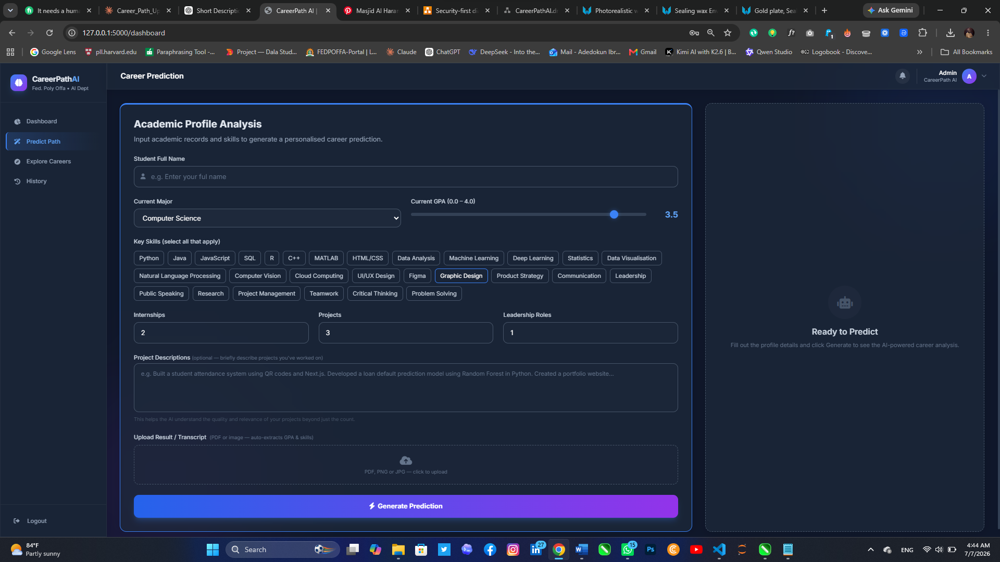 It needs a huma
Career_Path_Up
Short Descriptio
CareerPath AI |
Masjid Al Haram
Security-first di
CareerPathAI.dr
Photorealistic w
Sealing wax Env
Gold plate, Seal
Ask Gemini
127.0.0.1:5000/dashboard
Google Lens
pll.harvard.edu
Paraphrasing Tool -...
Project — Dala Stud...
FEDPOFFA-Portal | L...
Claude
ChatGPT
DeepSeek - Into the...
Mail - Adedokun Ibr...
Gmail
Kimi AI with K2.6 | B...
Qwen Studio
Logobook - Discove...
All Bookmarks
CareerPathAI
Fed. Poly Offa • AI Dept
Career Prediction
Admin
CareerPath AI
A
Dashboard
Predict Path
Explore Careers
History
Logout
Academic Profile Analysis
Input academic records and skills to generate a personalised career prediction.
Student Full Name
e.g. Enter your ful name
Current Major
Current GPA (0.0 – 4.0)
Computer Science
3.5
Key Skills (select all that apply)
Python Java JavaScript SQL R C++ MATLAB HTML/CSS Data Analysis Machine Learning Deep Learning Statistics Data Visualisation
Natural Language Processing Computer Vision Cloud Computing UI/UX Design Figma Graphic Design Product Strategy Communication Leadership
Public Speaking Research Project Management Teamwork Critical Thinking Problem Solving
Internships Projects Leadership Roles
2 3 1
Project Descriptions (optional — briefly describe projects you've worked on)
e.g. Built a student attendance system using QR codes and Next.js. Developed a loan default prediction model using Random Forest in Python. Created a portfolio website...
This helps the AI understand the quality and relevance of your projects beyond just the count.
Upload Result / Transcript (PDF or image — auto-extracts GPA & skills)
PDF, PNG or JPG — click to upload
Generate Prediction
Ready to Predict
Fill out the profile details and click Generate to see the AI-powered career analysis.
84°F
Partly sunny
Search
27
15
Ps
ENG
4:44 AM
7/7/2026